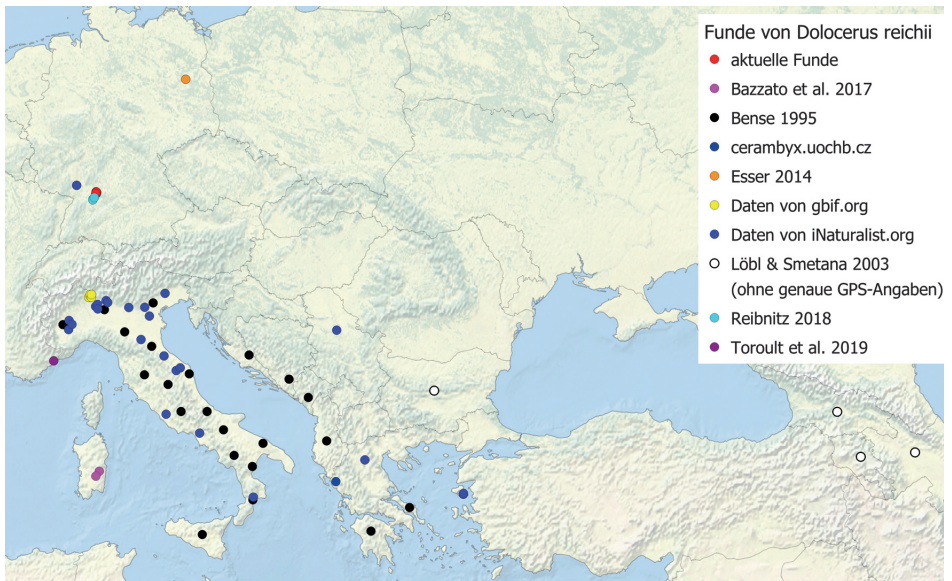 Funde von Dolocerus reichii
aktuelle Funde
Bazzato et al. 2017
Bense 1995
cerambyx.uochb.cz
Esser 2014
Daten von gbif.org
Daten von iNaturalist.org
Löbl & Smetana 2003
(ohne genaue GPS-Angaben)
Reibnitz 2018
Toroult et al. 2019